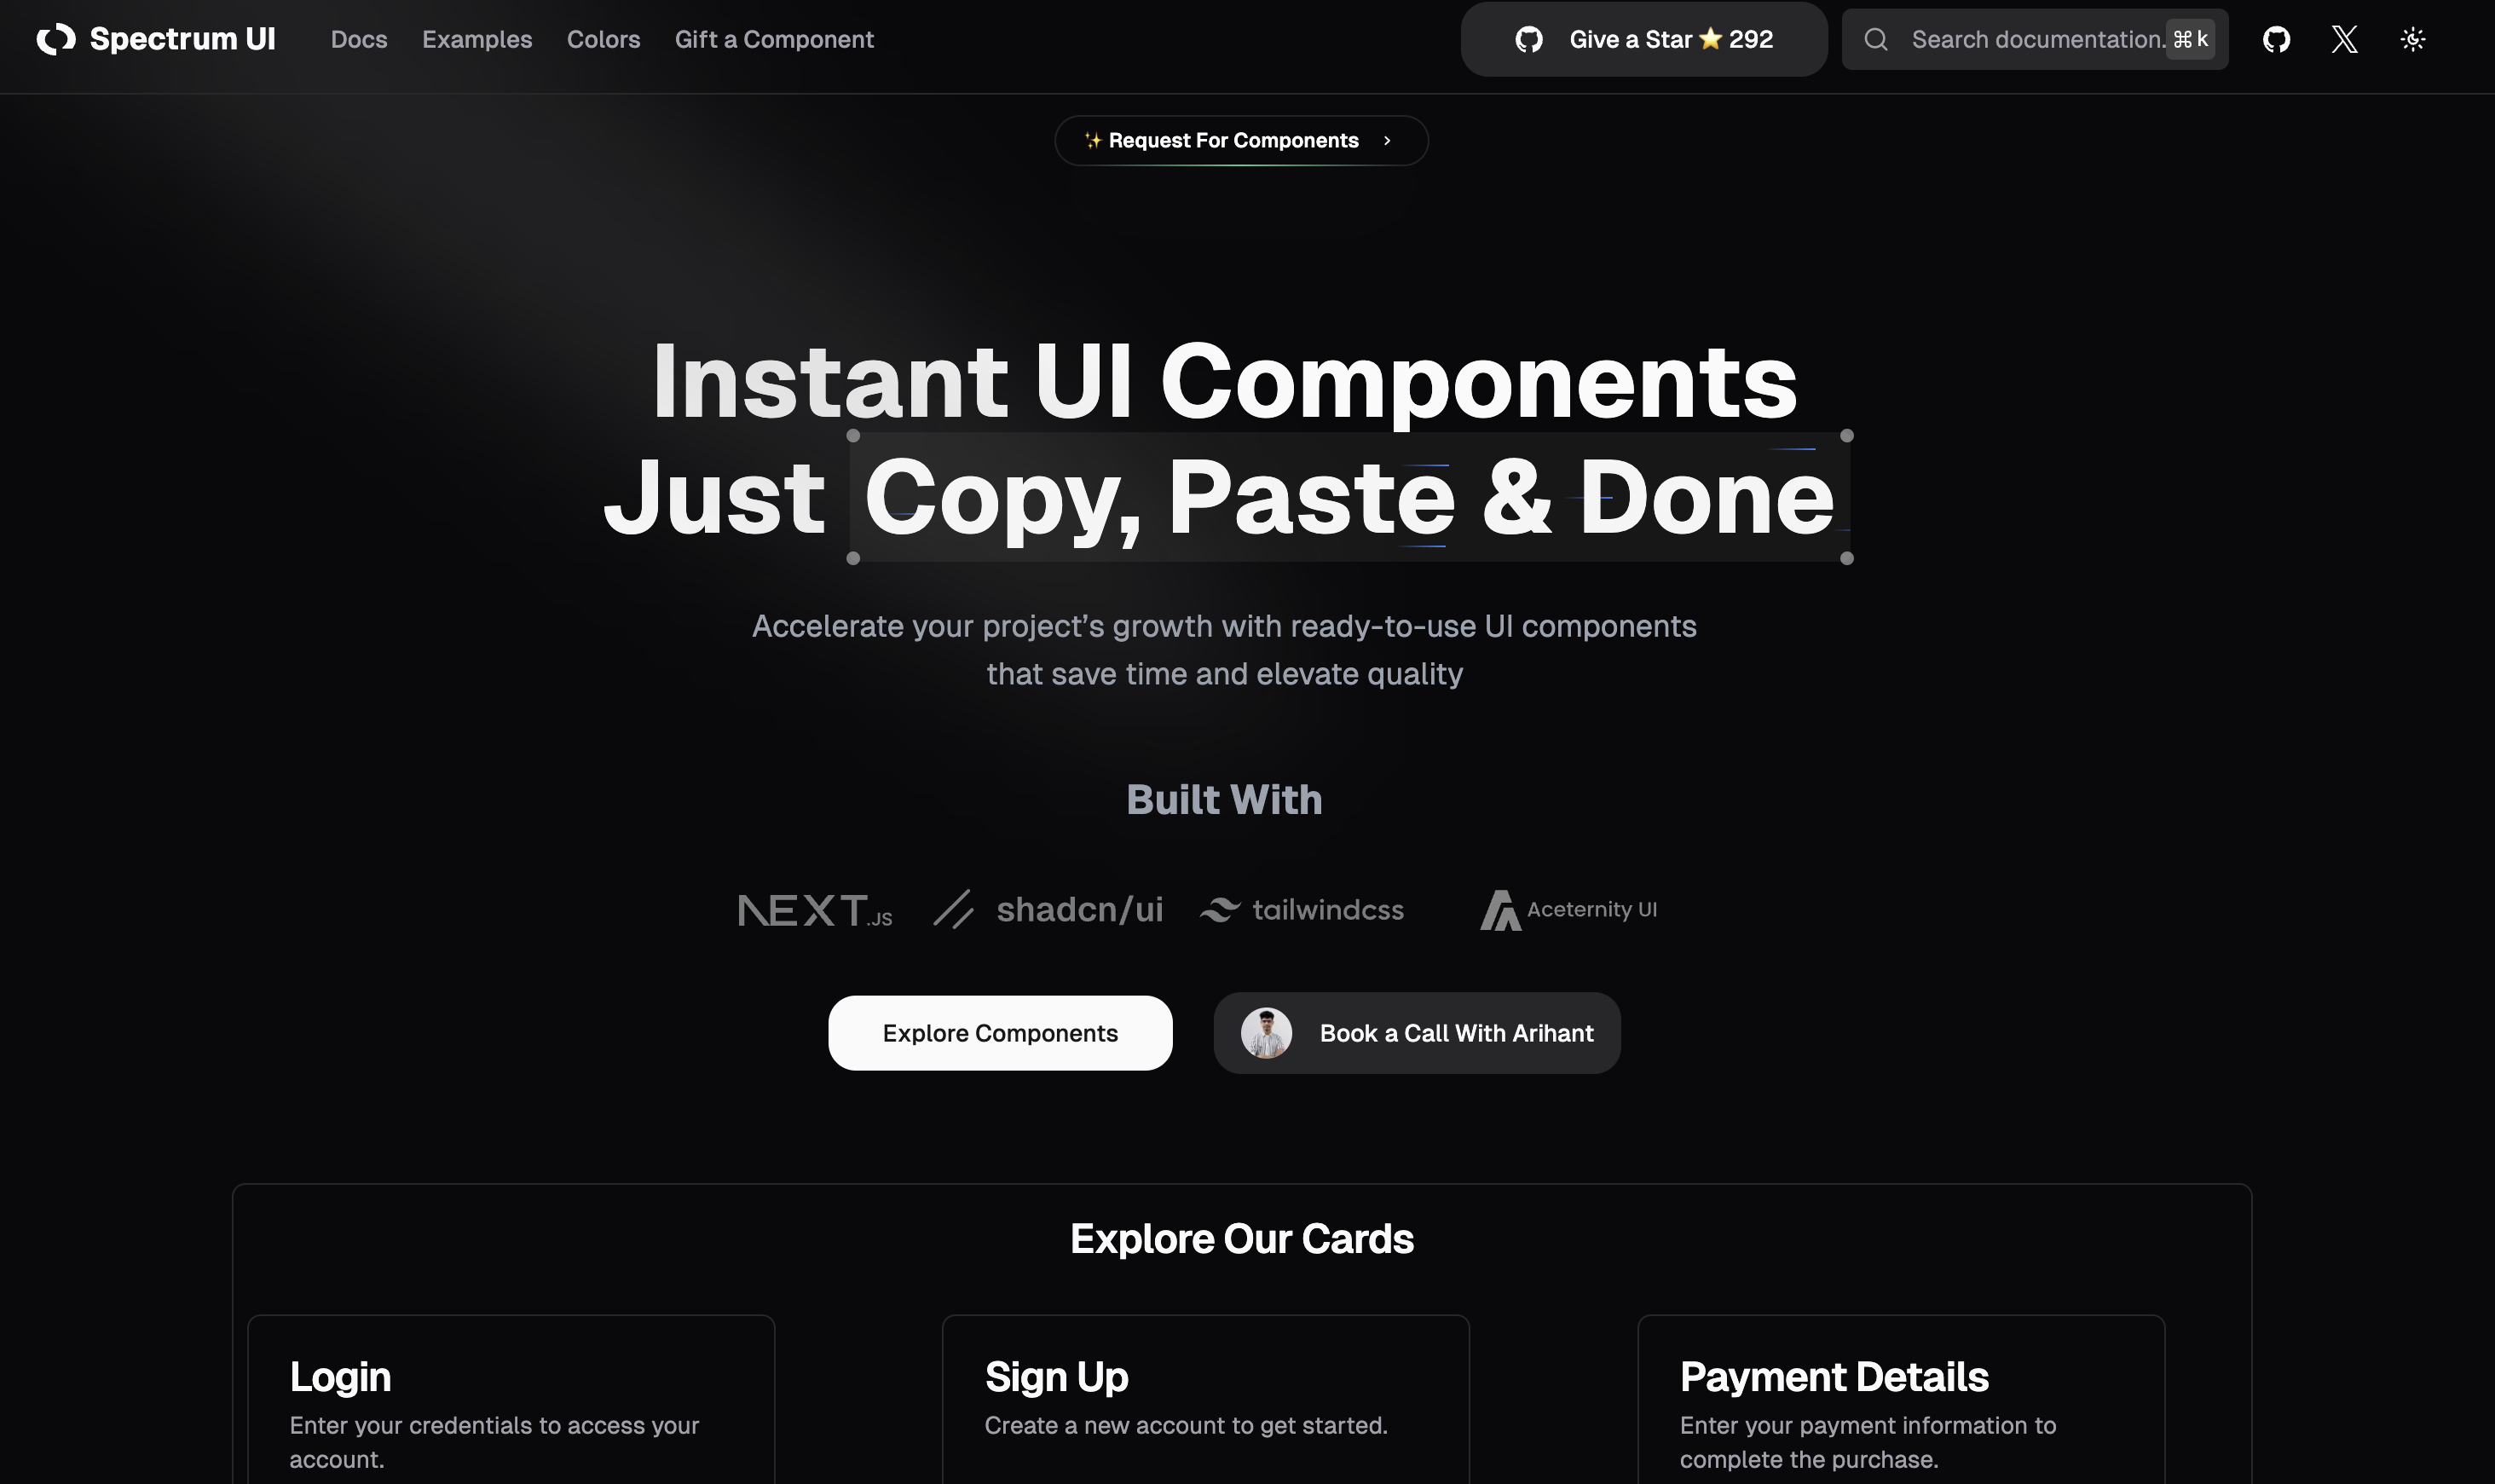 Spectrum UI Docs Examples Colors Gift a Component Give a Star ⭐ 292 Search documentation. ⌘ k
✨ Request For Components
Instant UI Components
Just Copy, Paste & Done
Accelerate your project’s growth with ready-to-use UI components
that save time and elevate quality
Built With
NEXT.JS shadcn/ui tailwindcss Aceternity UI
Explore Components Book a Call With Arihant
Explore Our Cards
Login
Enter your credentials to access your
account.
Sign Up
Create a new account to get started.
Payment Details
Enter your payment information to
complete the purchase.